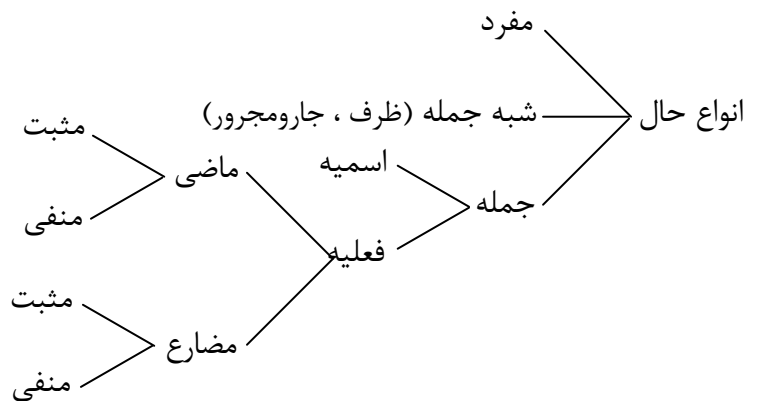 مفرد
انواع حال
شبه جمله (ظرف ، جارومجرور)
جمله
اسمیه
فعلیه
ماضی
مثبت
منفی
مضارع
مثبت
منفی